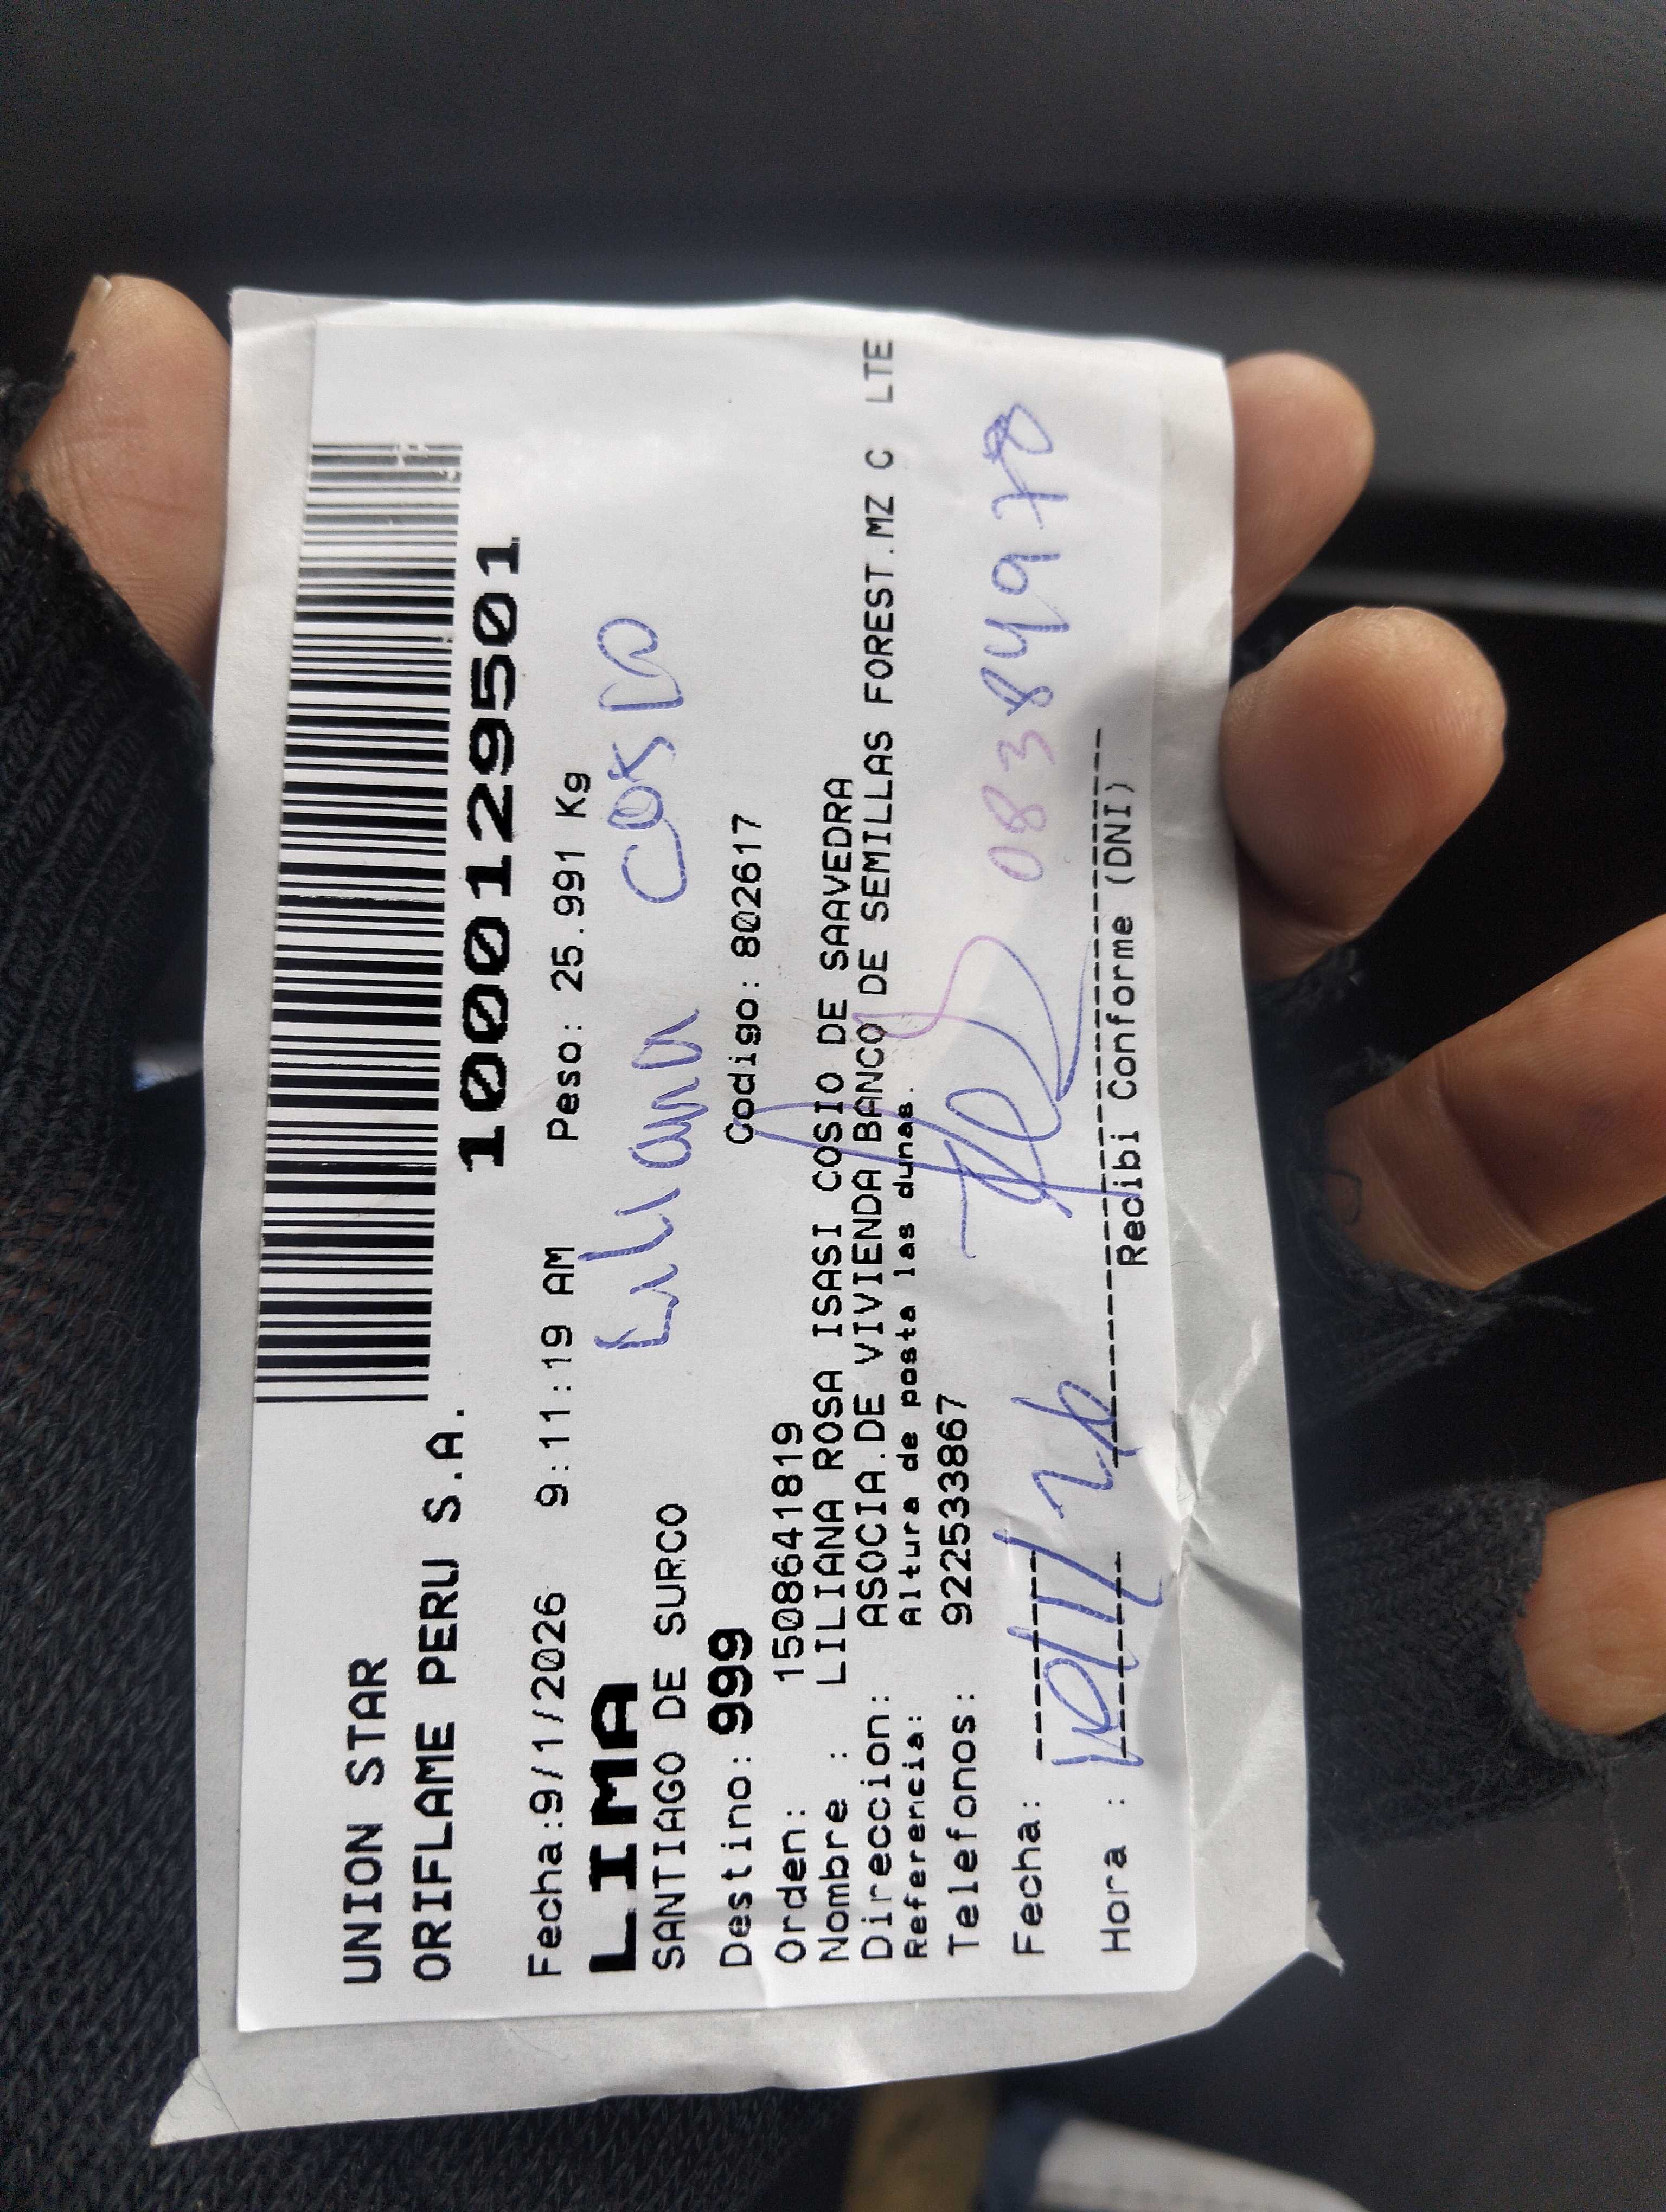 UNION STAR
ORIFLAME PERU S.A.
1000129501
Fecha:9/1/2026 9:11:19 AM Peso: 25.991 Kg
LIMA
Liliana Cosio
SANTIAGO DE SURCO
Destino: 999 Codigo: 802617
Orden: 1508641819
Nombre : LILIANA ROSA ISASI COSIO DE SAAVEDRA
Direccion: ASOCIA.DE VIVIENDA BANCO DE SEMILLAS FOREST.MZ C LTE
Referencia: Altura de posta las dunas.
Telefonos: 922533867
Fecha:
08384978
Hora :
Recibi Conforme (DNI)